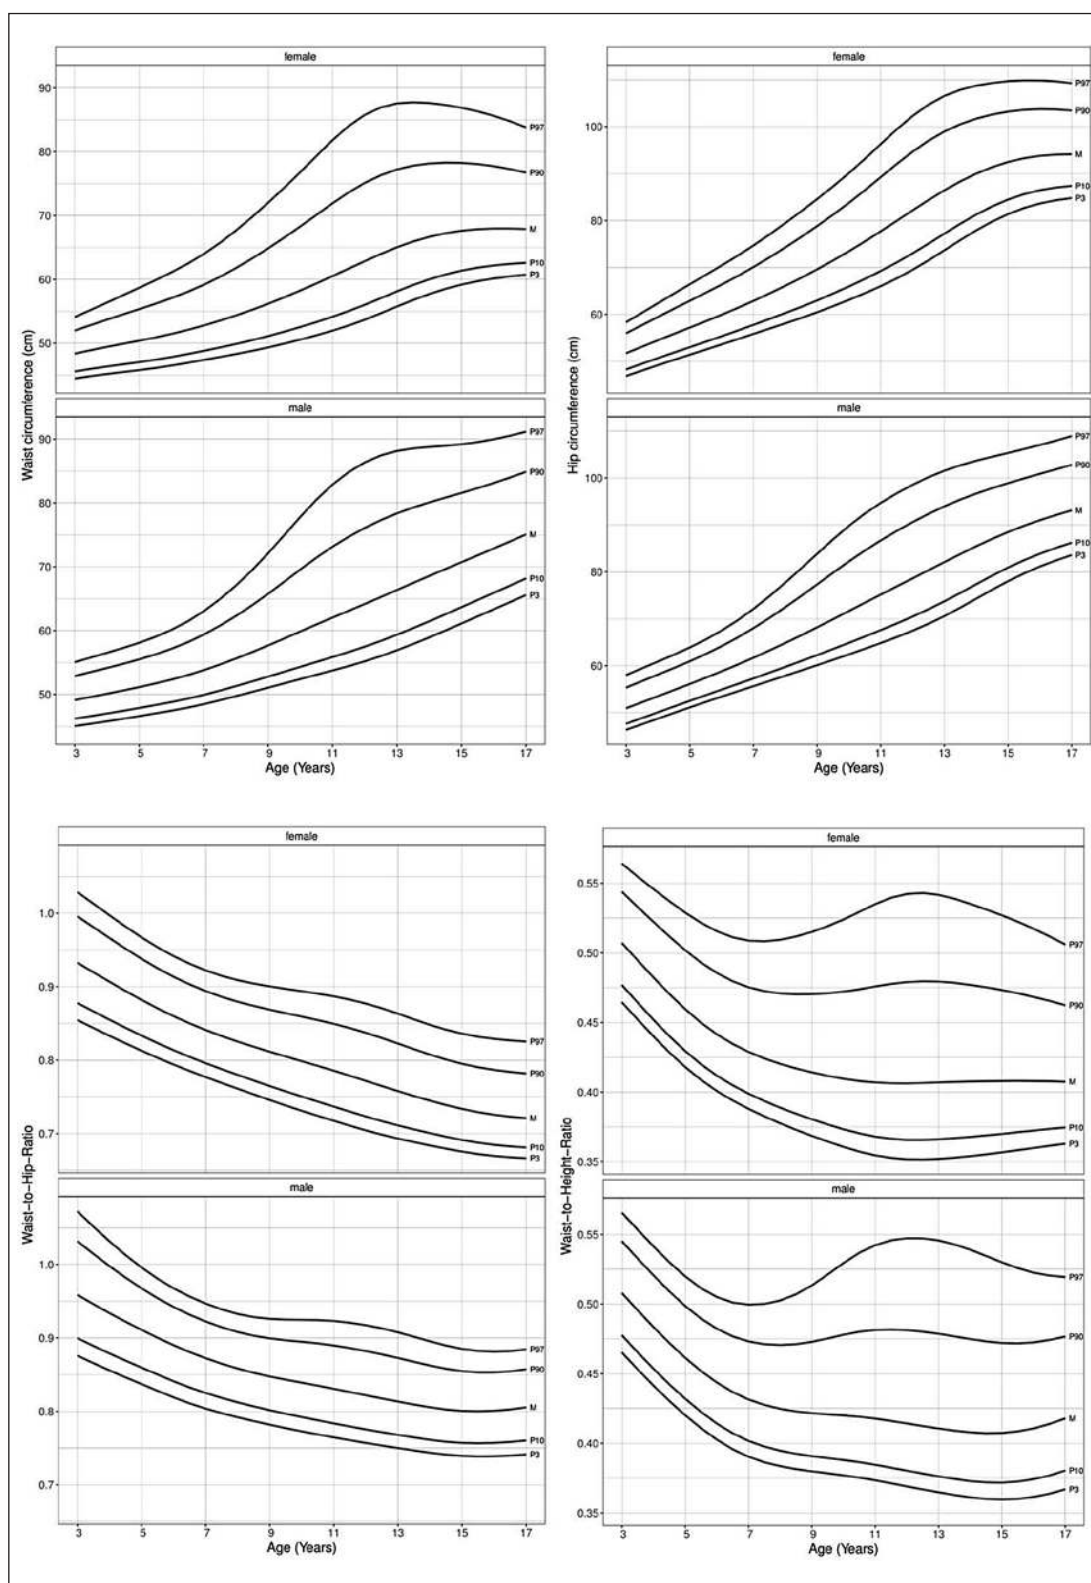 female
90
80
70
60
50
P97
P90
M
P10
P3
Waist circumference (cm)
male
90
80
70
60
50
P97
P90
M
P10
P3
3 5 7 9 11 13 15 17
Age (Years)
female
100
80
60
P97
P90
M
P10
P3
Hip circumference (cm)
male
100
80
60
P97
P90
M
P10
P3
3 5 7 9 11 13 15 17
Age (Years)
female
1.0
0.9
0.8
0.7
P97
P90
M
P10
P3
Waist-to-Hip-Ratio
male
1.0
0.9
0.8
0.7
P97
P90
M
P10
P3
3 5 7 9 11 13 15 17
Age (Years)
female
0.55
0.50
0.45
0.40
0.35
P97
P90
M
P10
P3
Waist-to-Height-Ratio
male
0.55
0.50
0.45
0.40
0.35
P97
P90
M
P10
P3
3 5 7 9 11 13 15 17
Age (Years)